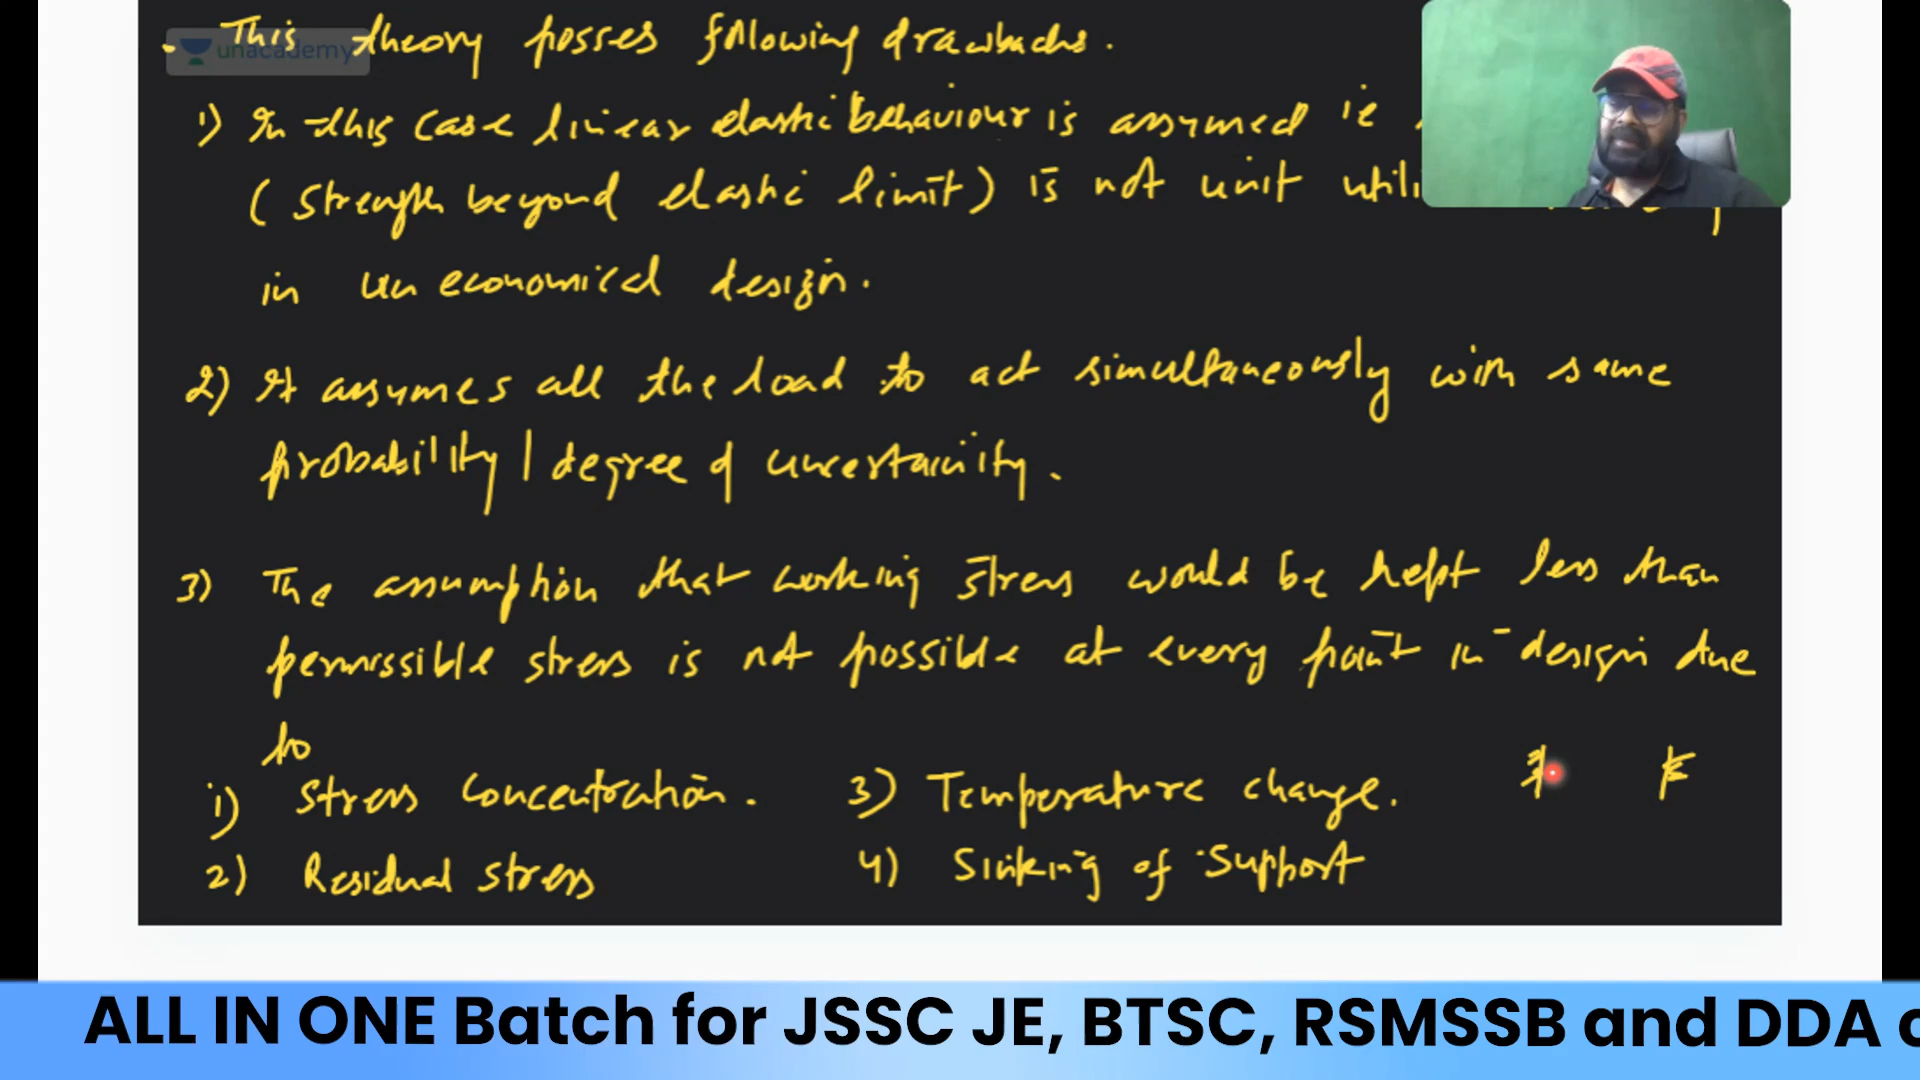 - This theory posses following drawbacks.
unacademy
1) In this case linear elastic behaviour is assumed ie
(strength beyond elastic limit) is not unit utili
in uneconomical design.
2) It assumes all the load to act simultaneously with same
probability / degree of uncertainity.
3) The assumption that working stress would be kept less than
permissible stress is not possible at every point in design due
to
i) Stress Concentration. 3) Temperature change.
2) Residual stress 4) Sinking of Support
ALL IN ONE Batch for JSSC JE, BTSC, RSMSSB and DDA